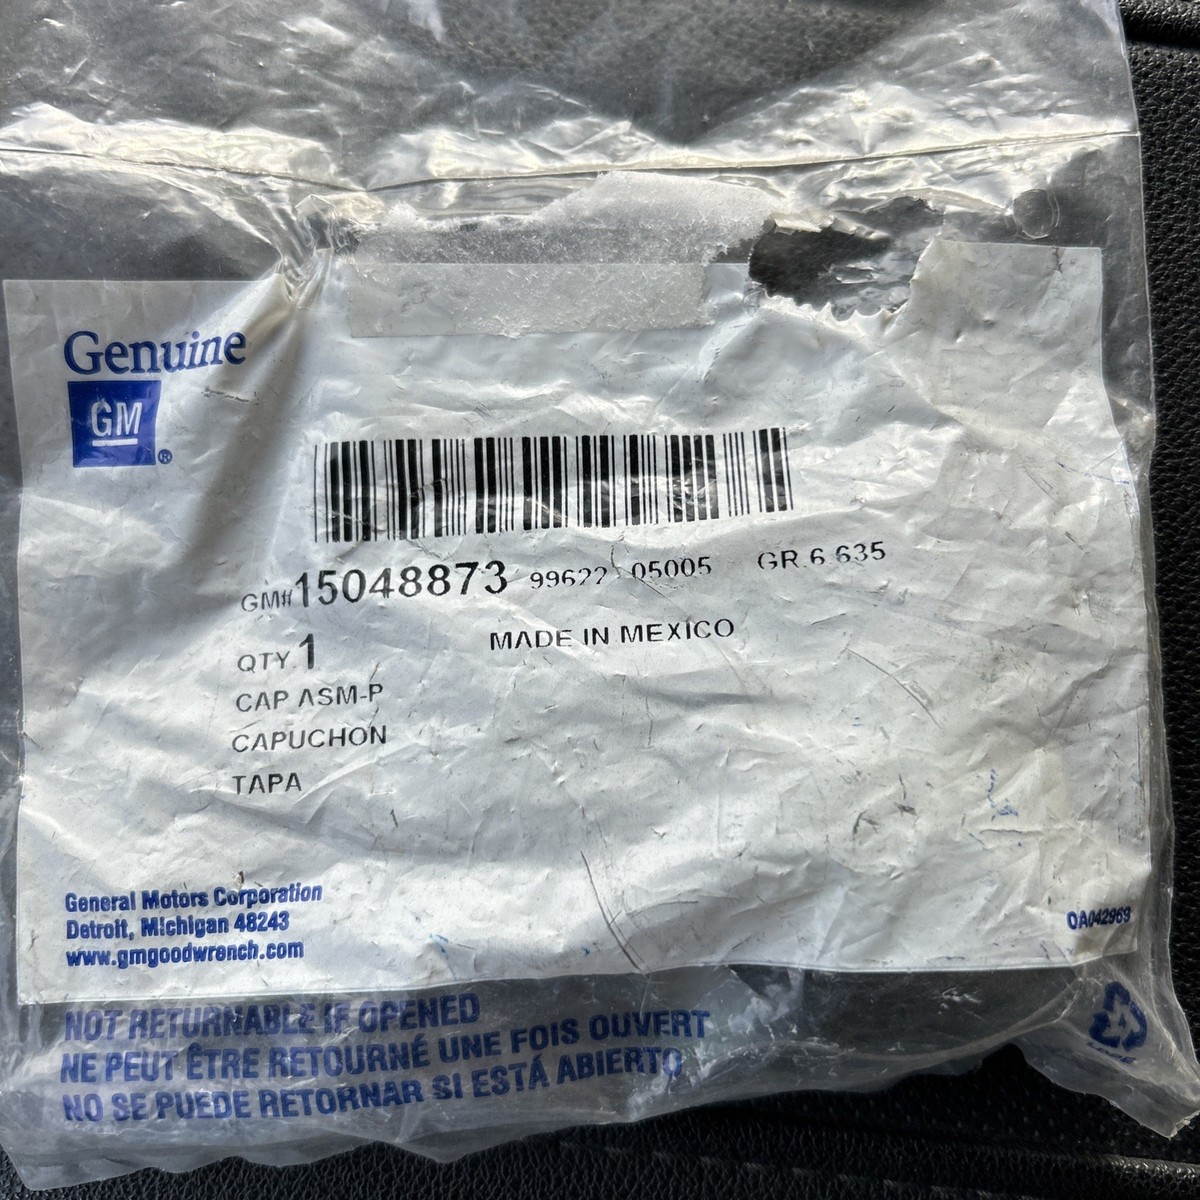 Genuine
GM®
GM#15048873 99622 05005 GR.6.635
QTY.1 MADE IN MEXICO
CAP ASM-P
CAPUCHON
TAPA
General Motors Corporation
Detroit, Michigan 48243
www.gmgoodwrench.com
OA042969
NOT RETURNABLE IF OPENED
NE PEUT ÊTRE RETOURNÉ UNE FOIS OUVERT
NO SE PUEDE RETORNAR SI ESTÁ ABIERTO